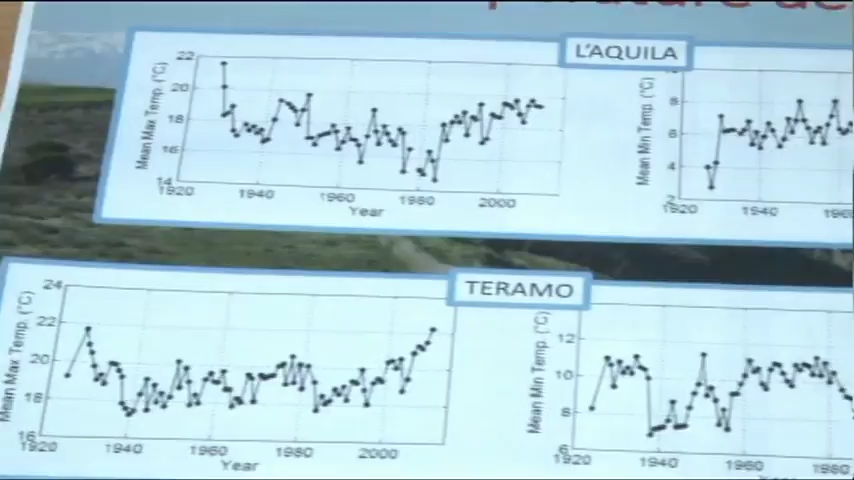 L'AQUILA
22
20
18
16
14
Mean Max Temp. (°C)
1920 1940 1960 1980 2000
Year
8
6
4
2
Mean Min Temp. (°C)
1920 1940
TERAMO
24
22
20
18
16
Mean Max Temp. (°C)
1920 1940 1960 1980 2000
Year
12
10
8
6
Mean Min Temp. (°C)
1920 1940 1960 1980